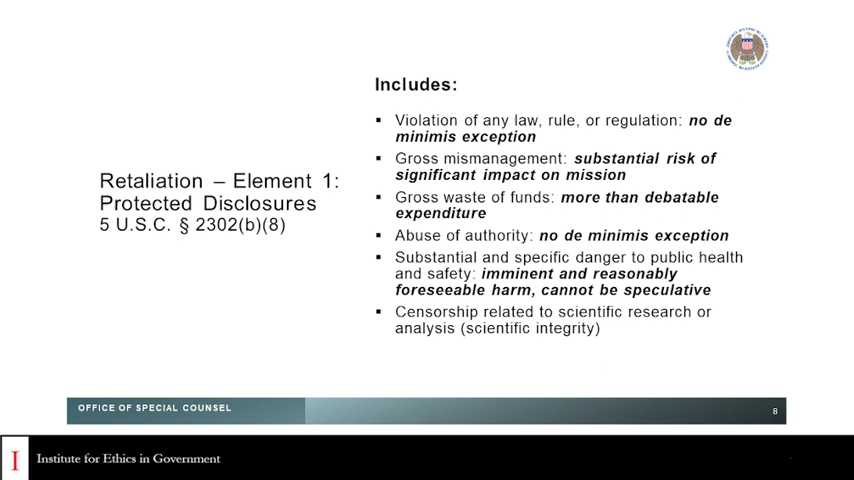 Retaliation – Element 1:
Protected Disclosures
5 U.S.C. § 2302(b)(8)
Includes:
▪ Violation of any law, rule, or regulation: no de
minimis exception
▪ Gross mismanagement: substantial risk of
significant impact on mission
▪ Gross waste of funds: more than debatable
expenditure
▪ Abuse of authority: no de minimis exception
▪ Substantial and specific danger to public health
and safety: imminent and reasonably
foreseeable harm, cannot be speculative
▪ Censorship related to scientific research or
analysis (scientific integrity)
OFFICE OF SPECIAL COUNSEL
8
I
Institute for Ethics in Government